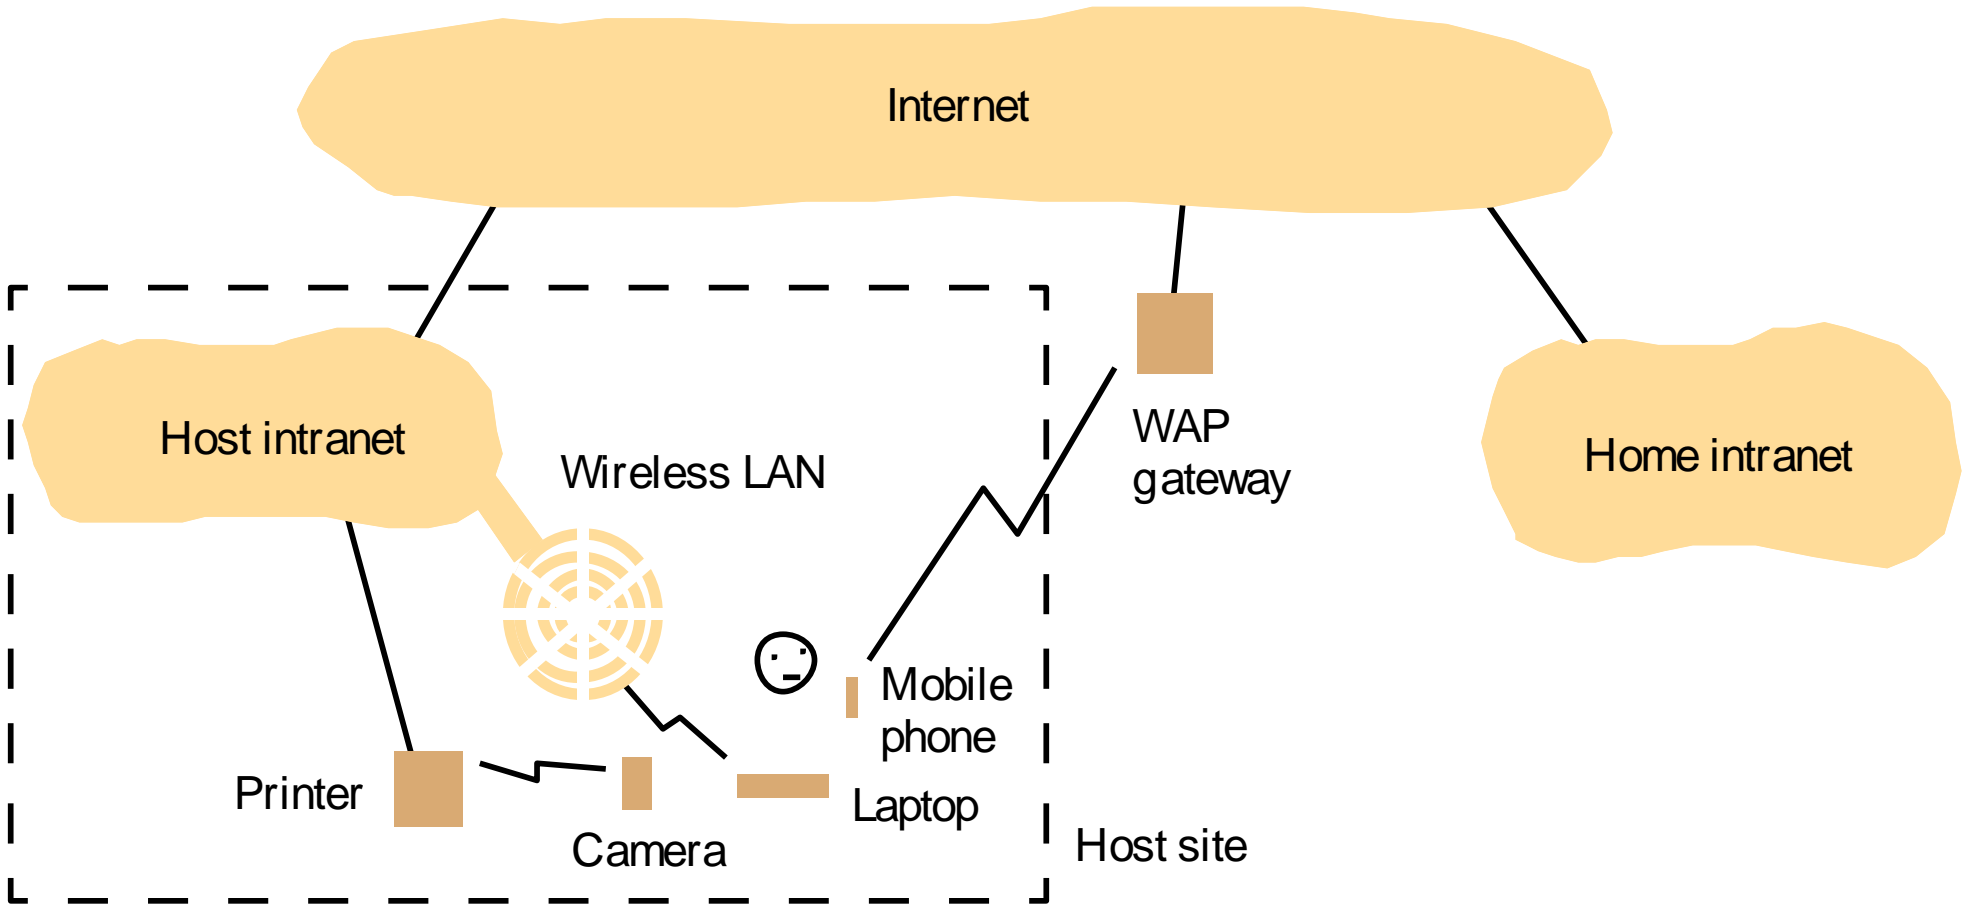 Internet
Host intranet
Wireless LAN
WAP
gateway
Home intranet
Mobile
phone
Printer
Laptop
Camera
Host site